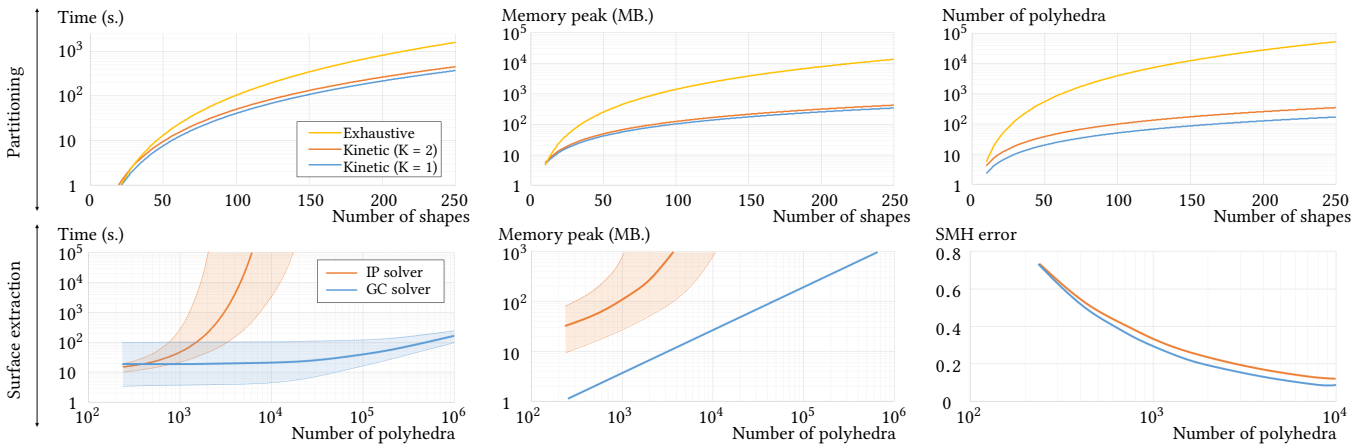 Partitioning
Time (s.)
10^3
10^2
10
1
0 50 100 150 200 250
Number of shapes
Exhaustive
Kinetic (K = 2)
Kinetic (K = 1)
Memory peak (MB.)
10^5
10^4
10^3
10^2
10
1
0 50 100 150 200 250
Number of shapes
Number of polyhedra
10^5
10^4
10^3
10^2
10
1
0 50 100 150 200 250
Number of shapes
Surface extraction
Time (s.)
10^5
10^4
10^3
10^2
10
1
10^2 10^3 10^4 10^5 10^6
Number of polyhedra
IP solver
GC solver
Memory peak (MB.)
10^3
10^2
10
1
10^2 10^3 10^4 10^5 10^6
Number of polyhedra
SMH error
0.8
0.6
0.4
0.2
0
10^2 10^3 10^4
Number of polyhedra